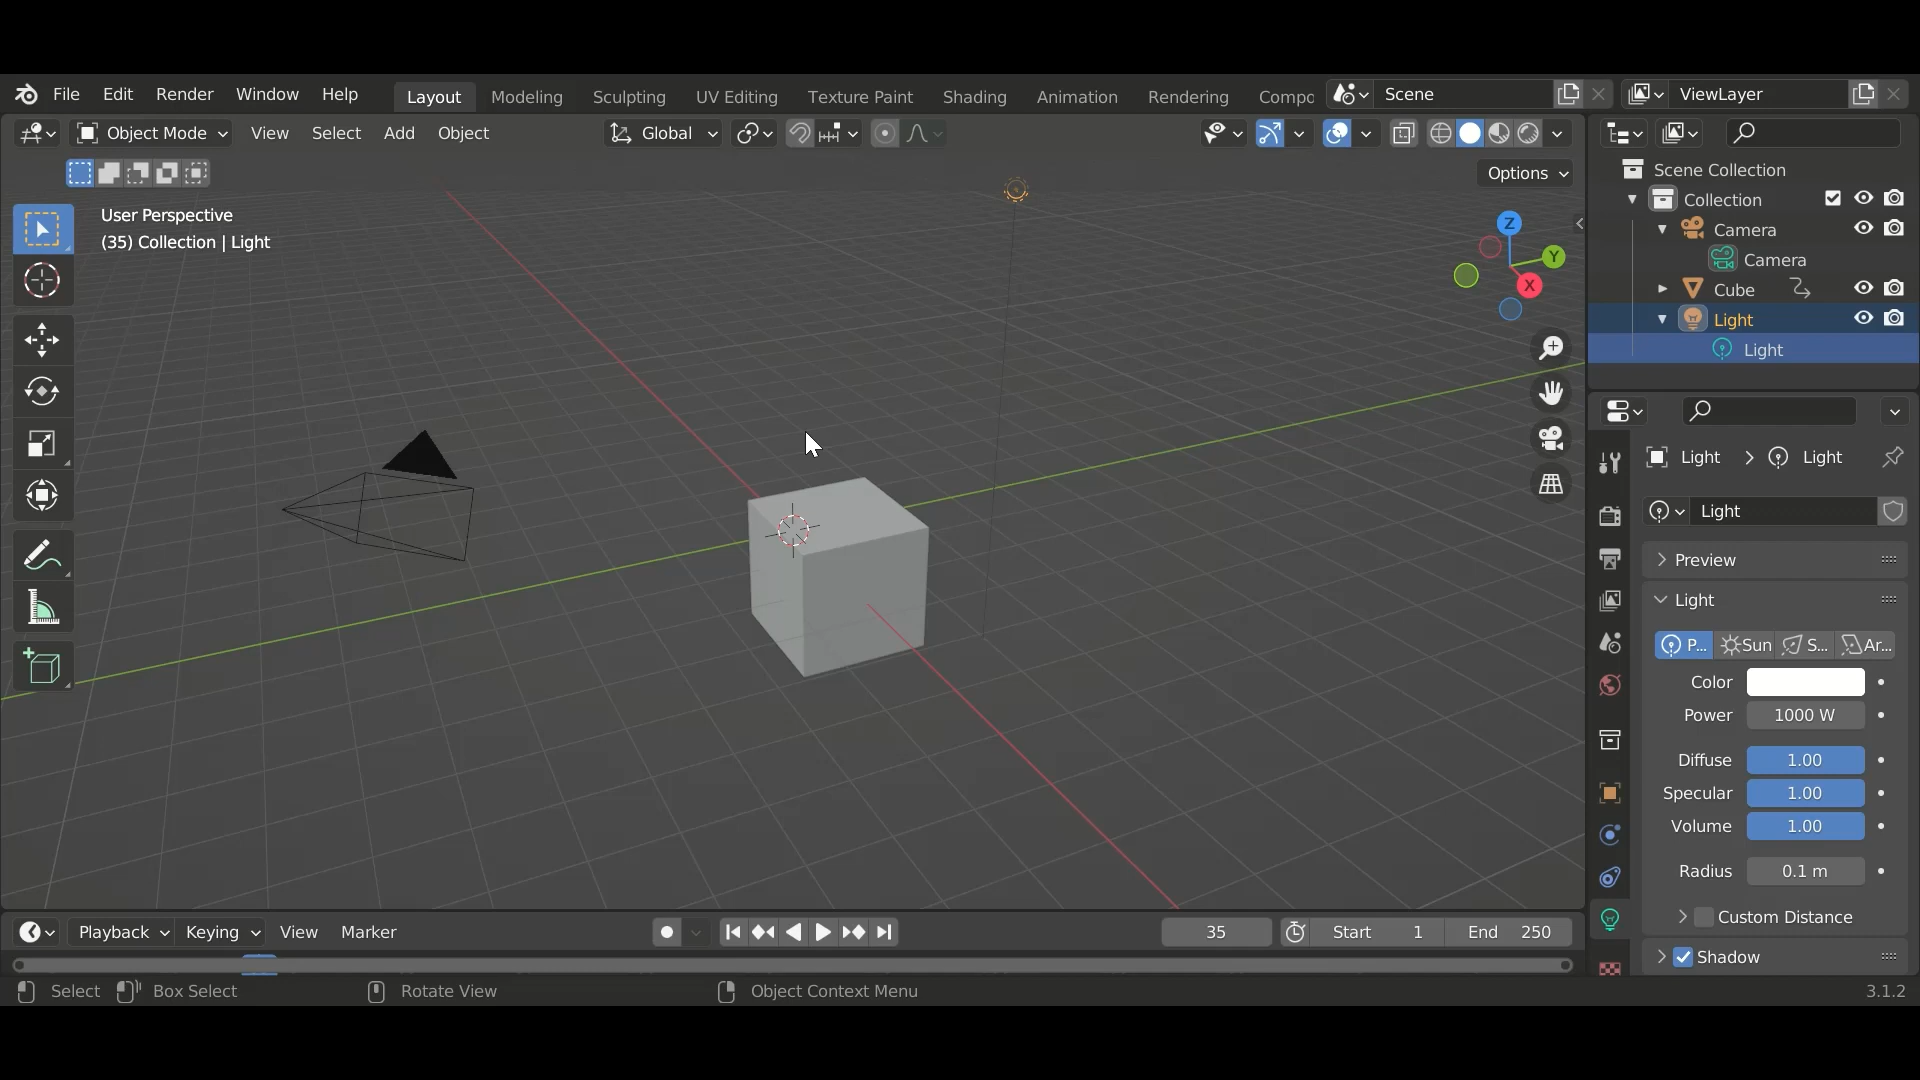 File Edit Render Window Help Layout Modeling Sculpting UV Editing Texture Paint Shading Animation Rendering Compo Scene ViewLayer
Object Mode View Select Add Object Global
Options
User Perspective
(35) Collection | Light
Z
Y
X
Scene Collection
Collection
Camera
Camera
Cube
Light
Light
Light Light
Light
Preview
Light
P... Sun S... Ar...
Color
Power 1000 W
Diffuse 1.00
Specular 1.00
Volume 1.00
Radius 0.1 m
Custom Distance
Shadow
Playback Keying View Marker 35 Start 1 End 250
Select Box Select Rotate View Object Context Menu 3.1.2